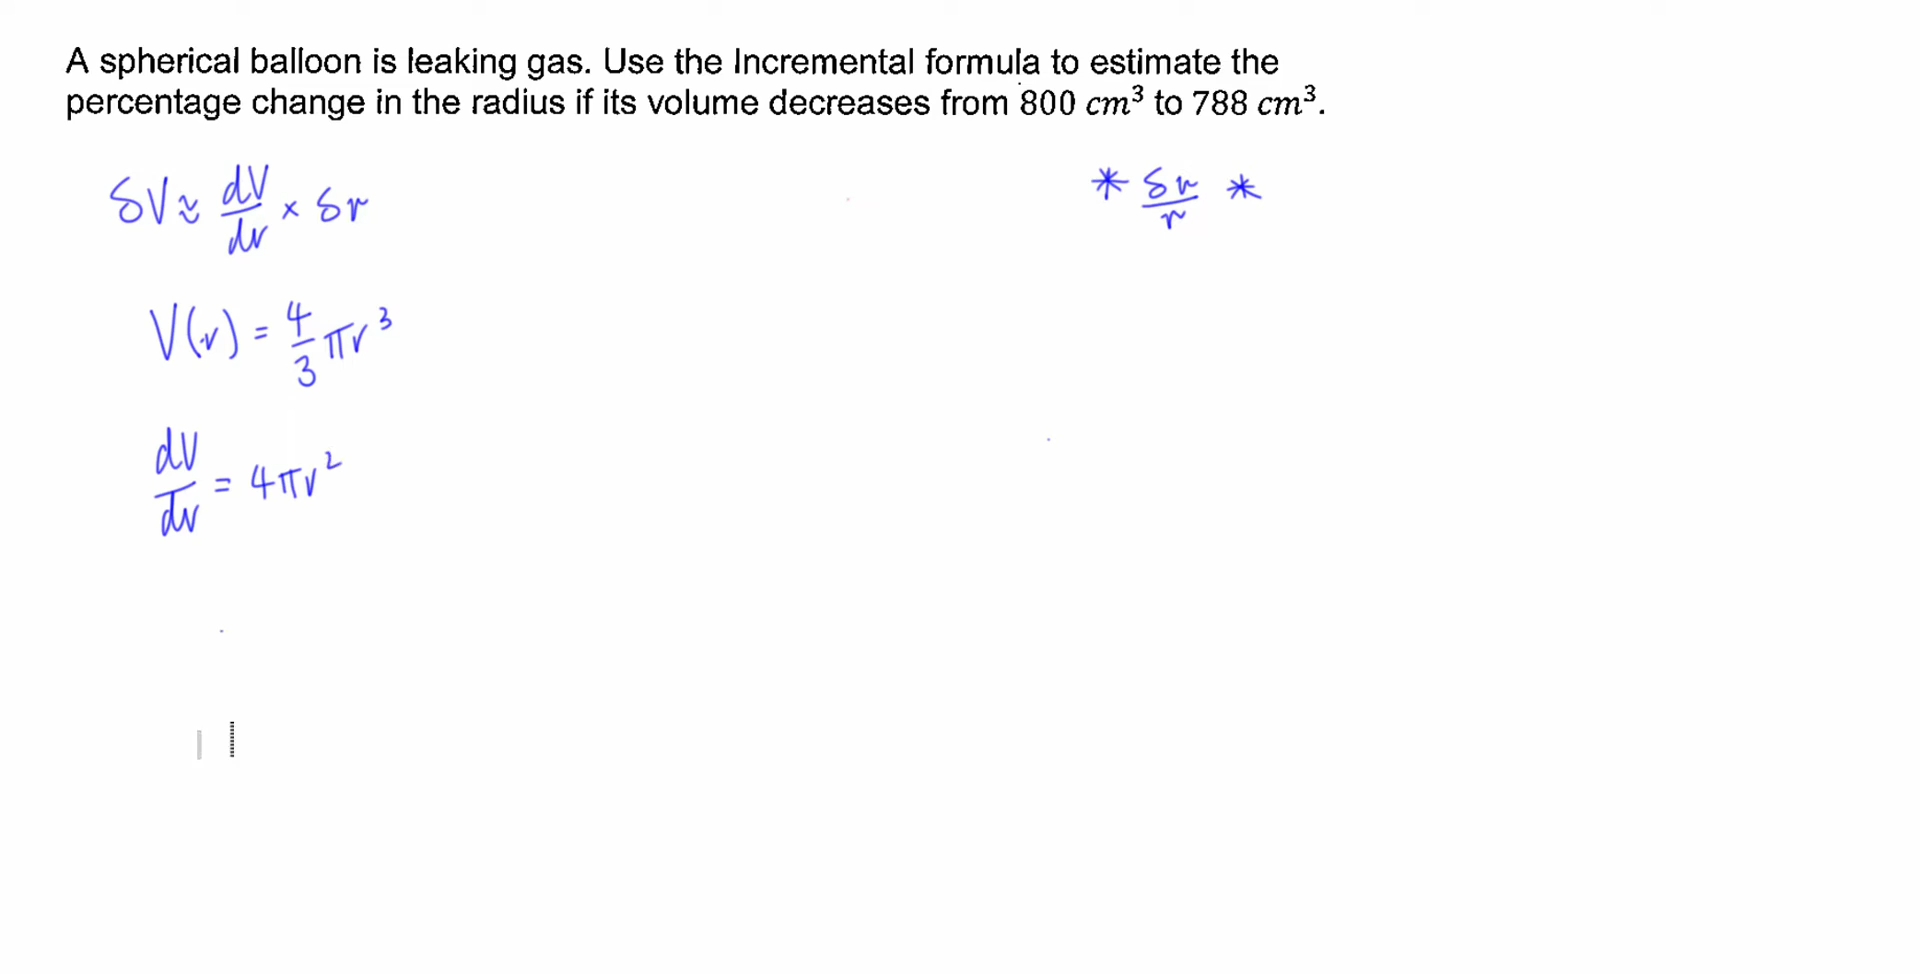 A spherical balloon is leaking gas. Use the Incremental formula to estimate the
percentage change in the radius if its volume decreases from 800 cm³ to 788 cm³.
δV ≈ dV/dr × δr
* δr/r *
V(r) = 4/3 πr³
dV/dr = 4πr²